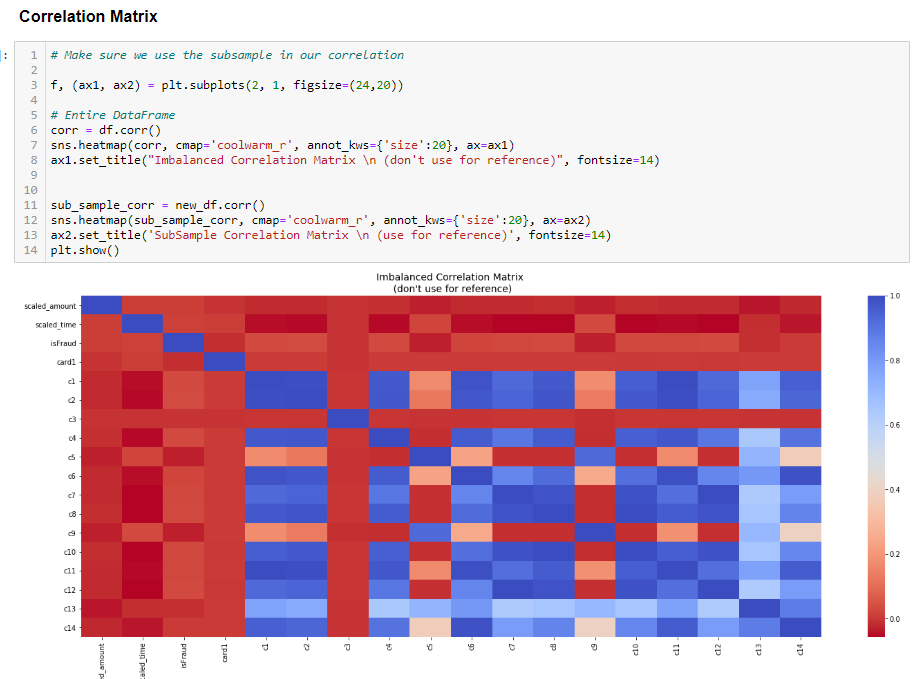 Correlation Matrix
:
1 # Make sure we use the subsample in our correlation
2
3 f, (ax1, ax2) = plt.subplots(2, 1, figsize=(24,20))
4
5 # Entire DataFrame
6 corr = df.corr()
7 sns.heatmap(corr, cmap='coolwarm_r', annot_kws={'size':20}, ax=ax1)
8 ax1.set_title("Imbalanced Correlation Matrix \n (don't use for reference)", fontsize=14)
9
10
11 sub_sample_corr = new_df.corr()
12 sns.heatmap(sub_sample_corr, cmap='coolwarm_r', annot_kws={'size':20}, ax=ax2)
13 ax2.set_title('SubSample Correlation Matrix \n (use for reference)', fontsize=14)
14 plt.show()
Imbalanced Correlation Matrix
(don't use for reference)
scaled_amount
scaled_time
isFraud
card1
c1
c2
c3
c4
c5
c6
c7
c8
c9
c10
c11
c12
c13
c14
d_amount
aled_time
isFraud
card1
c1
c2
c3
c4
c5
c6
c7
c8
c9
c10
c11
c12
c13
c14
1.0
0.8
0.6
0.4
0.2
0.0